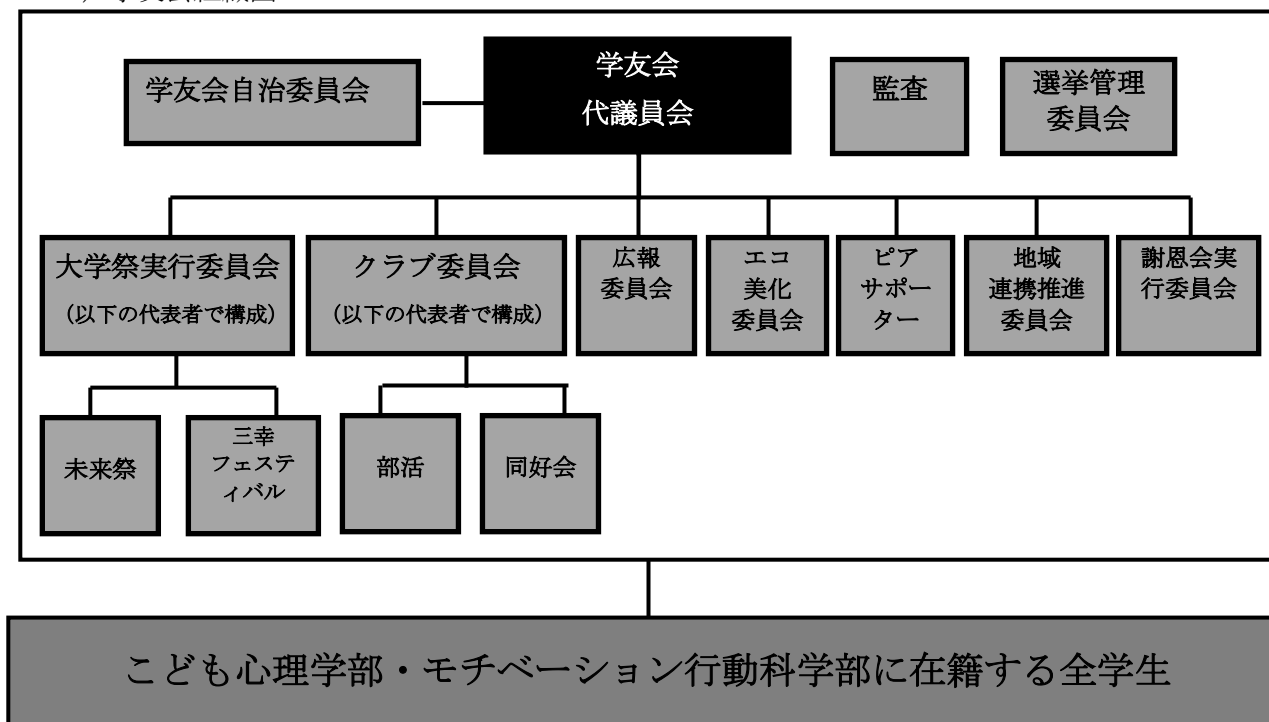 学友会自治委員会
学友会
代議員会
監査
選挙管理
委員会
大学祭実行委員会
(以下の代表者で構成)
クラブ委員会
(以下の代表者で構成)
広報
委員会
エコ
美化
委員会
ピア
サポー
ター
地域
連携推進
委員会
謝恩会実
行委員会
未来祭
三幸
フェステ
ィバル
部活
同好会
こども心理学部・モチベーション行動科学部に在籍する全学生